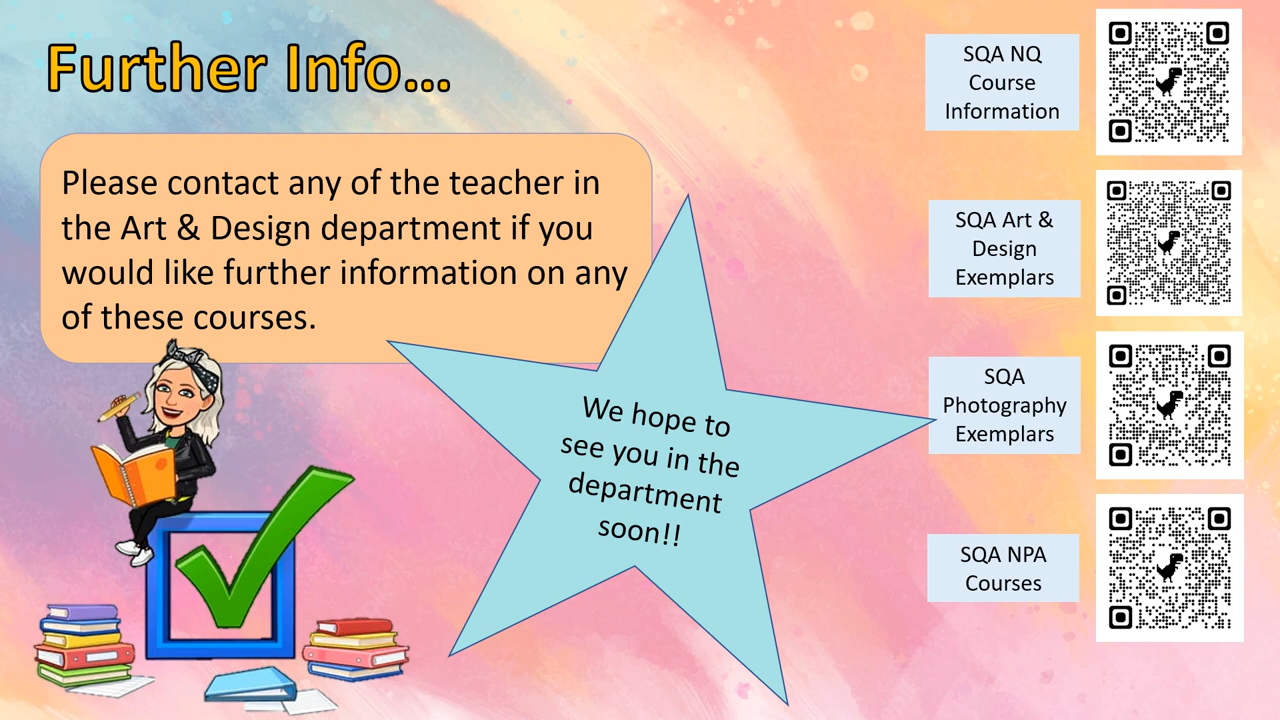 Further Info...
Please contact any of the teacher in
the Art & Design department if you
would like further information on any
of these courses.
We hope to
see you in the
department
soon!!
SQA NQ
Course
Information
SQA Art &
Design
Exemplars
SQA
Photography
Exemplars
SQA NPA
Courses